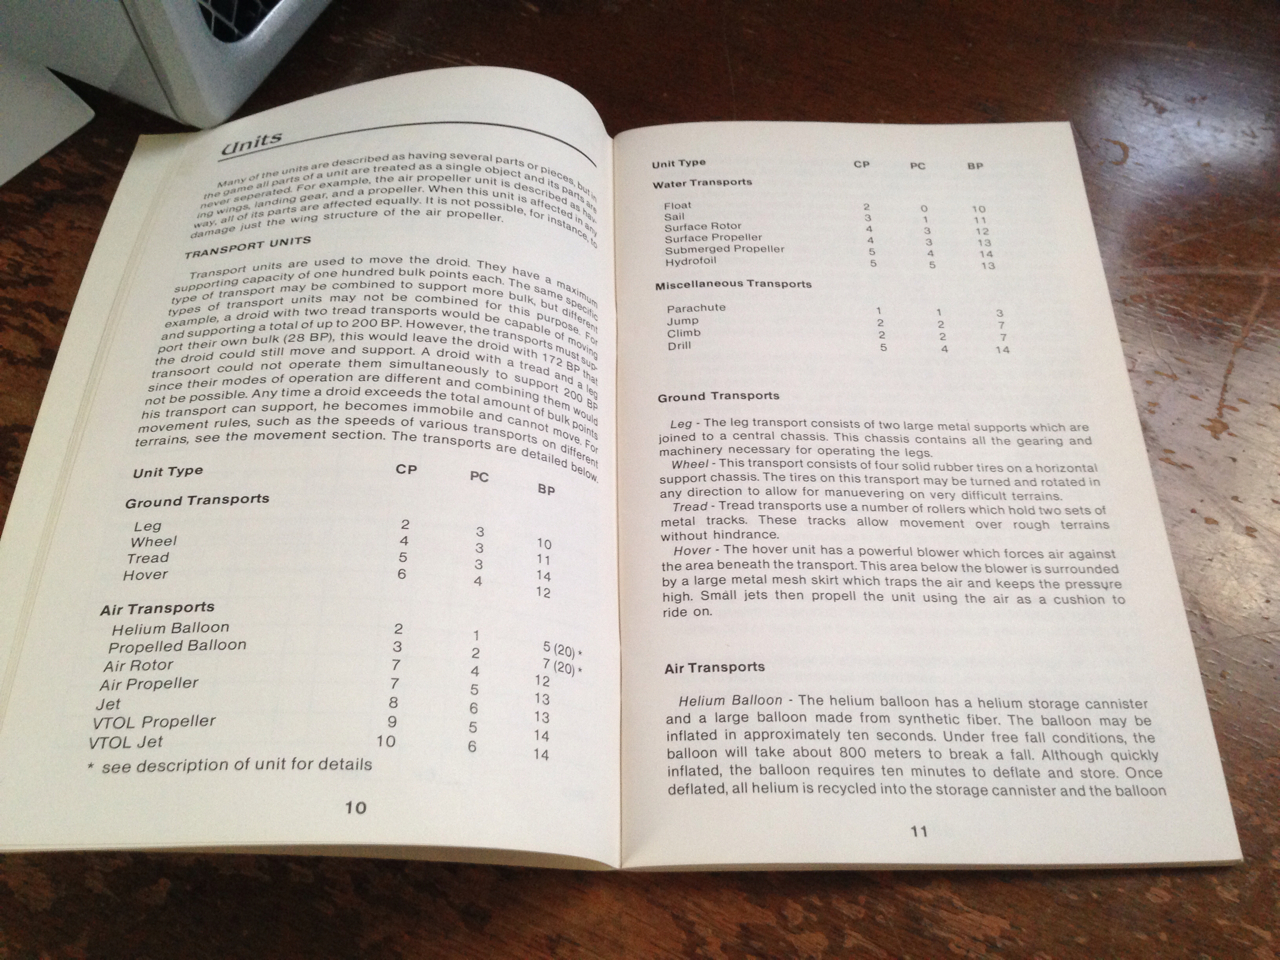 Units
Many of the units are described as having several parts or pieces, but in
the game all parts of a unit are treated as a single object and its parts are
never seperated. For example, the air propeller unit is described as hav-
ing wings, landing gear, and a propeller. When this unit is affected in any
way, all of its parts are affected equally. It is not possible, for instance, to
damage just the wing structure of the air propeller.
TRANSPORT UNITS
Transport units are used to move the droid. They have a maximum
supporting capacity of one hundred bulk points each. The same specific
type of transport may be combined to support more bulk, but different
types of transport units may not be combined for this purpose. For
example, a droid with two tread transports would be capable of moving
and supporting a total of up to 200 BP. However, the transports must sup-
port their own bulk (28 BP), this would leave the droid with 172 BP that
the droid could still move and support. A droid with a tread and a leg
transoort could not operate them simultaneously to support 200 BP
since their modes of operation are different and combining them would
not be possible. Any time a droid exceeds the total amount of bulk points
his transport can support, he becomes immobile and cannot move. For
movement rules, such as the speeds of various transports on different
terrains, see the movement section. The transports are detailed below.
Unit Type CP PC BP
Ground Transports
Leg 2 3 10
Wheel 4 3 11
Tread 5 3 14
Hover 6 4 12
Air Transports
Helium Balloon 2 1 5 (20) *
Propelled Balloon 3 2 7 (20) *
Air Rotor 7 4 12
Air Propeller 7 5 13
Jet 8 6 13
VTOL Propeller 9 5 14
VTOL Jet 10 6 14
* see description of unit for details
10
Unit Type CP PC BP
Water Transports
Float 2 0 10
Sail 3 1 11
Surface Rotor 4 3 12
Surface Propeller 4 3 13
Submerged Propeller 5 4 14
Hydrofoil 5 5 13
Miscellaneous Transports
Parachute 1 1 3
Jump 2 2 7
Climb 2 2 7
Drill 5 4 14
Ground Transports
Leg - The leg transport consists of two large metal supports which are
joined to a central chassis. This chassis contains all the gearing and
machinery necessary for operating the legs.
Wheel - This transport consists of four solid rubber tires on a horizontal
support chassis. The tires on this transport may be turned and rotated in
any direction to allow for manuevering on very difficult terrains.
Tread - Tread transports use a number of rollers which hold two sets of
metal tracks. These tracks allow movement over rough terrains
without hindrance.
Hover - The hover unit has a powerful blower which forces air against
the area beneath the transport. This area below the blower is surrounded
by a large metal mesh skirt which traps the air and keeps the pressure
high. Small jets then propell the unit using the air as a cushion to
ride on.
Air Transports
Helium Balloon - The helium balloon has a helium storage cannister
and a large balloon made from synthetic fiber. The balloon may be
inflated in approximately ten seconds. Under free fall conditions, the
balloon will take about 800 meters to break a fall. Although quickly
inflated, the balloon requires ten minutes to deflate and store. Once
deflated, all helium is recycled into the storage cannister and the balloon
11